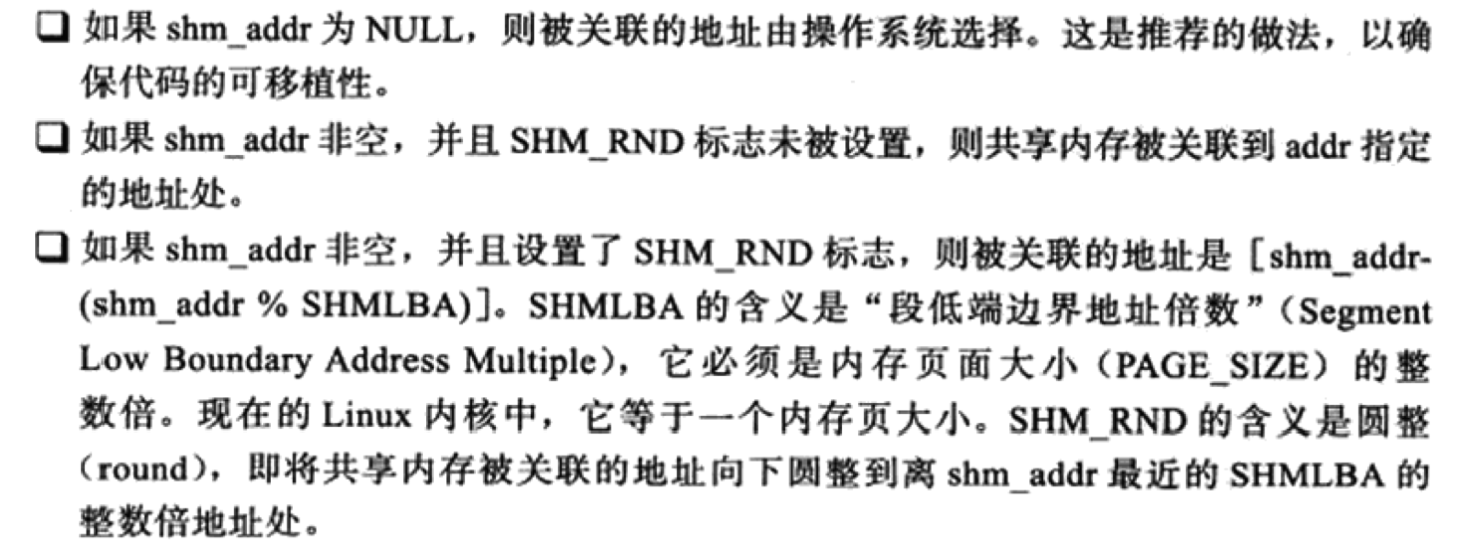 ❏ 如果 shm_addr 为 NULL，则被关联的地址由操作系统选择。这是推荐的做法，以确
保代码的可移植性。
❏ 如果 shm_addr 非空，并且 SHM_RND 标志未被设置，则共享内存被关联到 addr 指定
的地址处。
❏ 如果 shm_addr 非空，并且设置了 SHM_RND 标志，则被关联的地址是［shm_addr-
(shm_addr % SHMLBA)］。SHMLBA 的含义是“段低端边界地址倍数”（Segment
Low Boundary Address Multiple），它必须是内存页面大小（PAGE_SIZE）的整
数倍。现在的 Linux 内核中，它等于一个内存页大小。SHM_RND 的含义是圆整
（round），即将共享内存被关联的地址向下圆整到离 shm_addr 最近的 SHMLBA 的
整数倍地址处。